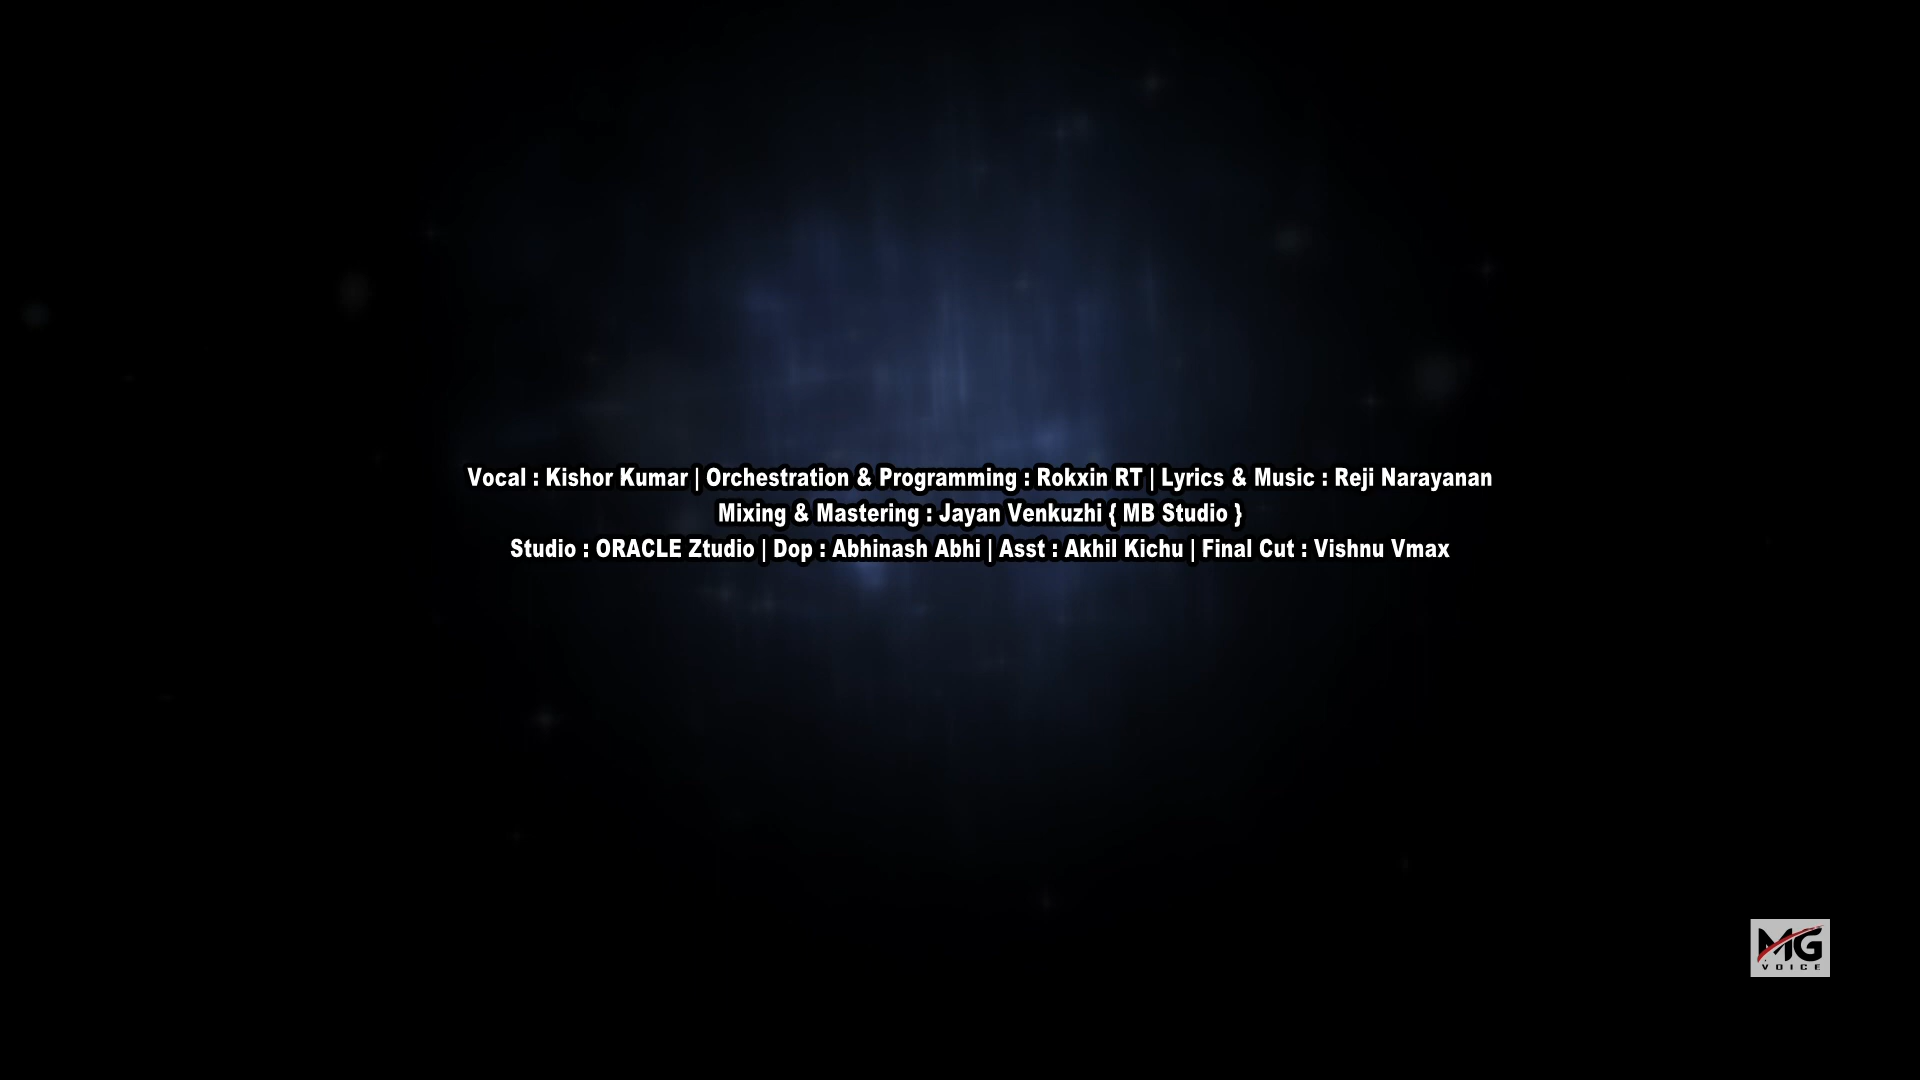 Vocal : Kishor Kumar | Orchestration & Programming : Rokxin RT | Lyrics & Music : Reji Narayanan
Mixing & Mastering : Jayan Venkuzhi { MB Studio }
Studio : ORACLE Ztudio | Dop : Abhinash Abhi | Asst : Akhil Kichu | Final Cut : Vishnu Vmax
MG
VOICE